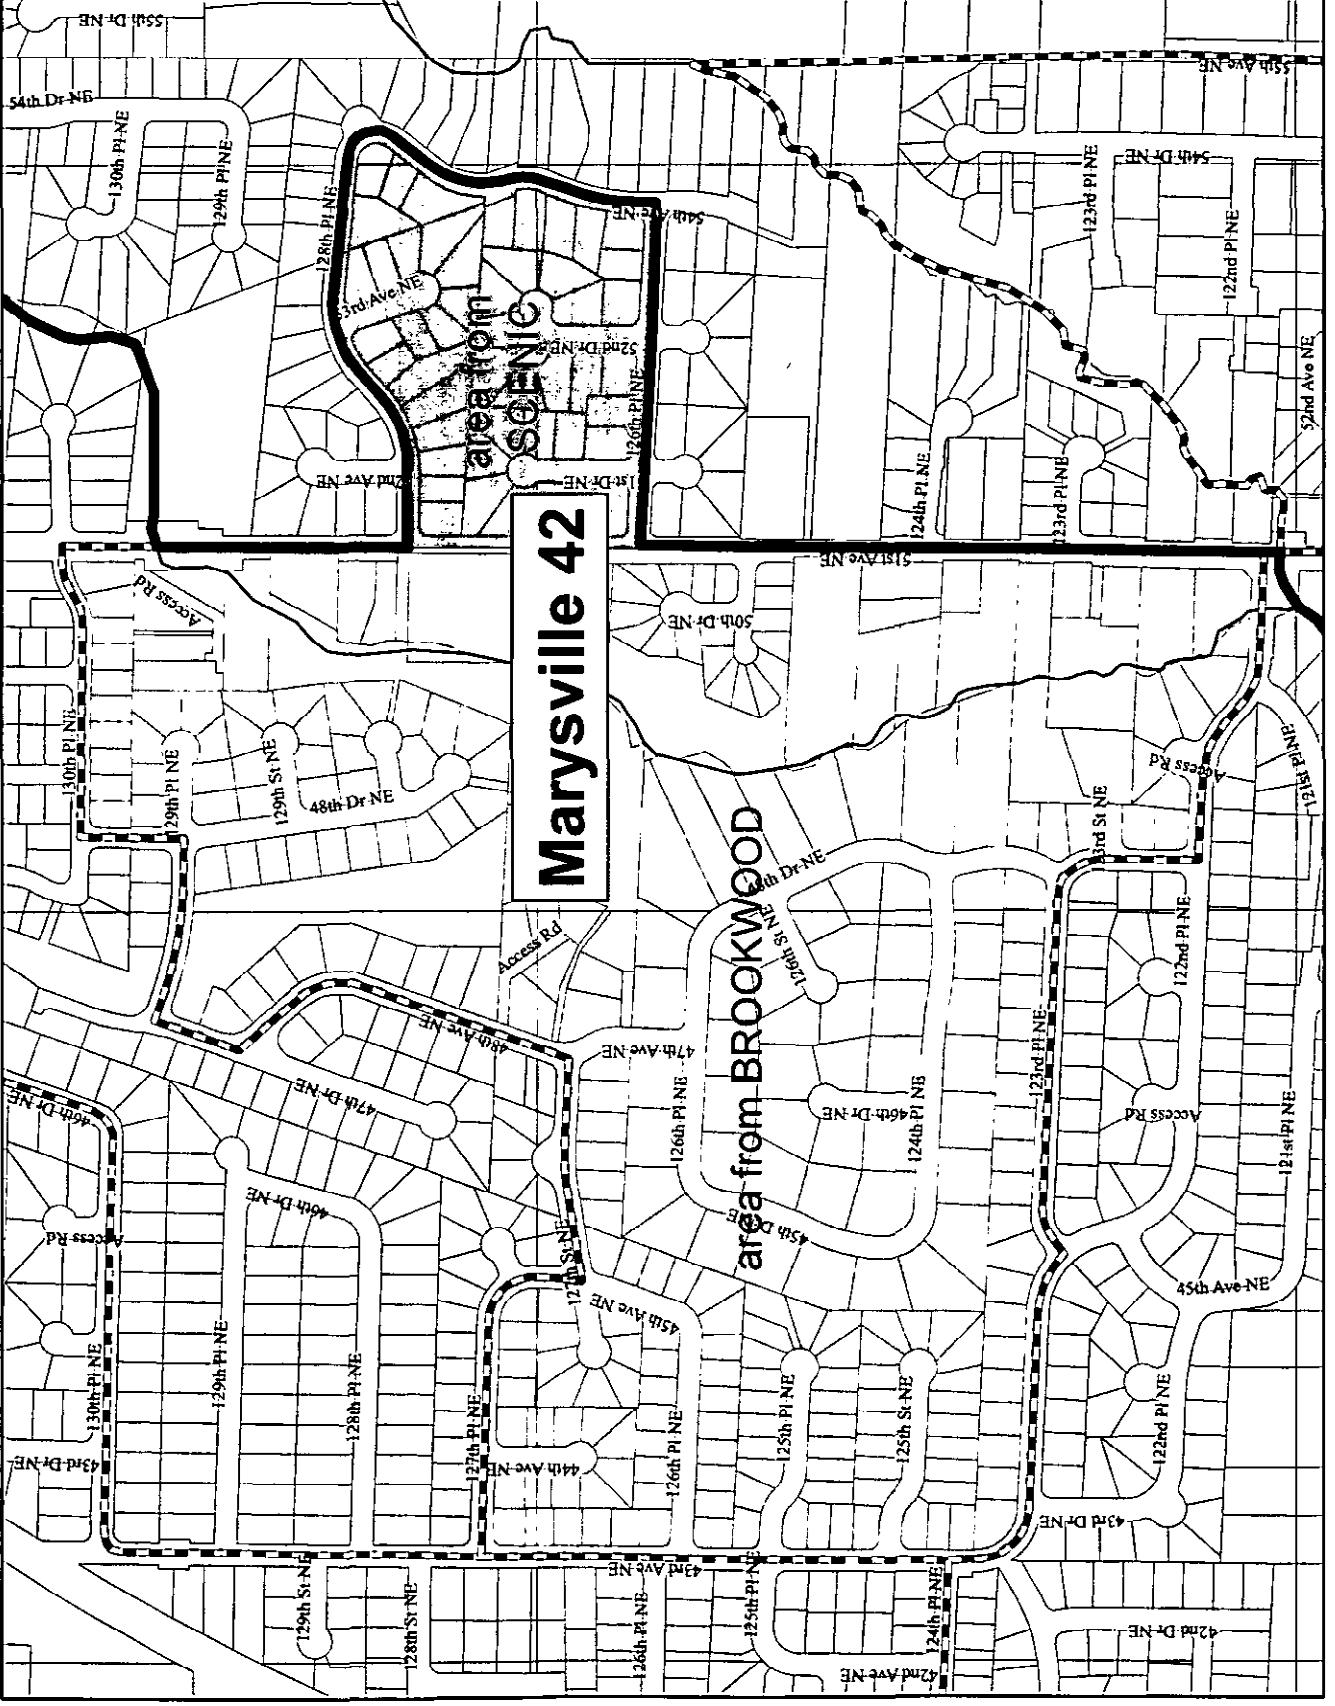 55th Dr NE
54th Dr NE
130th Pl NE
129th Pl NE
128th Pl NE
53rd Ave NE
54th Ave NE
55th Ave NE
54th Dr NE
123rd Pl NE
122nd Pl NE
52nd Ave NE
area from
SCENIC
52nd Dr NE
126th Pl NE
2nd Ave NE
1st Dr NE
124th Pl NE
123rd Pl NE
51st Ave NE
Marysville 42
Access Rd
50th Dr NE
130th Pl NE
129th Pl NE
129th St NE
48th Dr NE
Access Rd
121st Pl NE
23rd St NE
48th Dr NE
126th St NE
area from BROOKWOOD
Access Rd
48th Ave NE
47th Ave NE
47th Dr NE
126th Pl NE
46th Dr NE
124th Pl NE
123rd Pl NE
122nd Pl NE
Access Rd
121st Pl NE
46th Dr NE
Access Rd
46th Dr NE
45th Dr NE
127th St NE
45th Ave NE
45th Ave NE
130th Pl NE
129th Pl NE
128th Pl NE
127th Pl NE
126th Pl NE
125th Pl NE
125th St NE
122nd Pl NE
43rd Dr NE
44th Ave NE
43rd Dr NE
43rd Ave NE
129th St NE
128th St NE
126th Pl NE
125th Pl NE
124th Pl NE
42nd Ave NE
42nd Dr NE